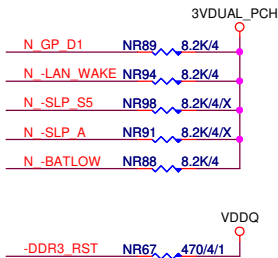 3VDUAL_PCH
N_GP_D1 NR89 8.2K/4
N_-LAN_WAKE NR94 8.2K/4
N_-SLP_S5 NR98 8.2K/4/X
N_-SLP_A NR91 8.2K/4/X
N_-BATLOW NR88 8.2K/4
VDDQ
-DDR3_RST NR67 470/4/1